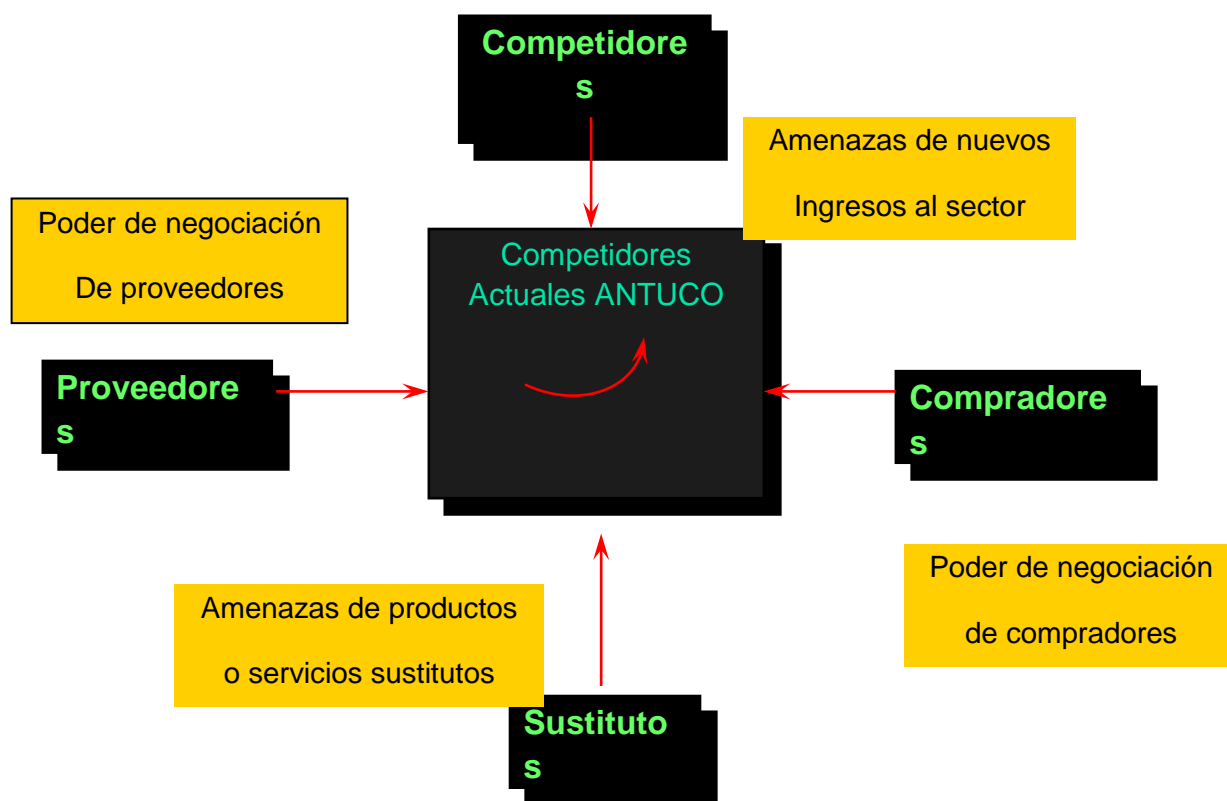 Competidore
s
Amenazas de nuevos
Ingresos al sector
Poder de negociación
De proveedores
Competidores
Actuales ANTUCO
Proveedore
s
Compradore
s
Poder de negociación
de compradores
Amenazas de productos
o servicios sustitutos
Sustituto
s